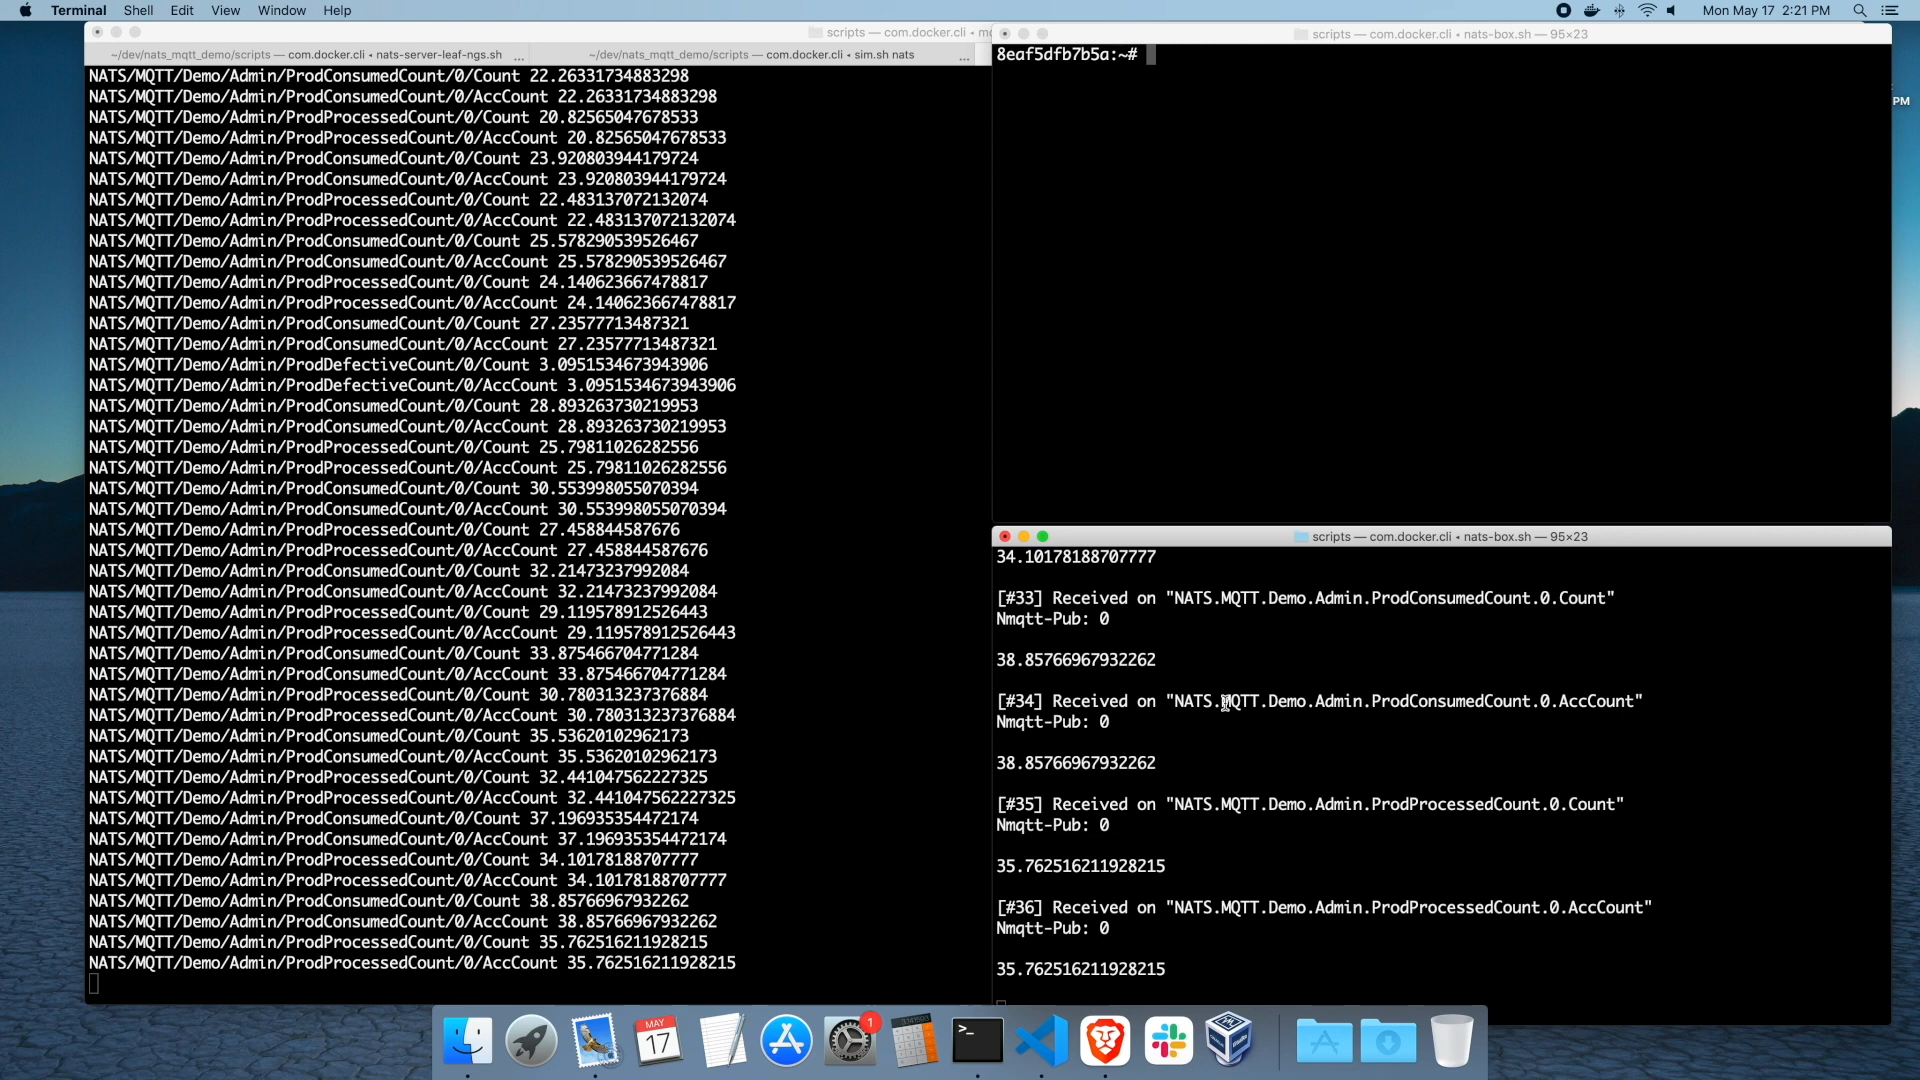 Terminal Shell Edit View Window Help
Mon May 17 2:21 PM
scripts — com.docker.cli • mo
~/dev/nats_mqtt_demo/scripts — com.docker.cli • nats-server-leaf-ngs.sh ...
~/dev/nats_mqtt_demo/scripts — com.docker.cli • sim.sh nats ...
NATS/MQTT/Demo/Admin/ProdConsumedCount/0/Count 22.26331734883298
NATS/MQTT/Demo/Admin/ProdConsumedCount/0/AccCount 22.26331734883298
NATS/MQTT/Demo/Admin/ProdProcessedCount/0/Count 20.82565047678533
NATS/MQTT/Demo/Admin/ProdProcessedCount/0/AccCount 20.82565047678533
NATS/MQTT/Demo/Admin/ProdConsumedCount/0/Count 23.920803944179724
NATS/MQTT/Demo/Admin/ProdConsumedCount/0/AccCount 23.920803944179724
NATS/MQTT/Demo/Admin/ProdProcessedCount/0/Count 22.483137072132074
NATS/MQTT/Demo/Admin/ProdProcessedCount/0/AccCount 22.483137072132074
NATS/MQTT/Demo/Admin/ProdConsumedCount/0/Count 25.578290539526467
NATS/MQTT/Demo/Admin/ProdConsumedCount/0/AccCount 25.578290539526467
NATS/MQTT/Demo/Admin/ProdProcessedCount/0/Count 24.140623667478817
NATS/MQTT/Demo/Admin/ProdProcessedCount/0/AccCount 24.140623667478817
NATS/MQTT/Demo/Admin/ProdConsumedCount/0/Count 27.23577713487321
NATS/MQTT/Demo/Admin/ProdConsumedCount/0/AccCount 27.23577713487321
NATS/MQTT/Demo/Admin/ProdDefectiveCount/0/Count 3.0951534673943906
NATS/MQTT/Demo/Admin/ProdDefectiveCount/0/AccCount 3.0951534673943906
NATS/MQTT/Demo/Admin/ProdConsumedCount/0/Count 28.893263730219953
NATS/MQTT/Demo/Admin/ProdConsumedCount/0/AccCount 28.893263730219953
NATS/MQTT/Demo/Admin/ProdProcessedCount/0/Count 25.79811026282556
NATS/MQTT/Demo/Admin/ProdProcessedCount/0/AccCount 25.79811026282556
NATS/MQTT/Demo/Admin/ProdConsumedCount/0/Count 30.553998055070394
NATS/MQTT/Demo/Admin/ProdConsumedCount/0/AccCount 30.553998055070394
NATS/MQTT/Demo/Admin/ProdProcessedCount/0/Count 27.458844587676
NATS/MQTT/Demo/Admin/ProdProcessedCount/0/AccCount 27.458844587676
NATS/MQTT/Demo/Admin/ProdConsumedCount/0/Count 32.21473237992084
NATS/MQTT/Demo/Admin/ProdConsumedCount/0/AccCount 32.21473237992084
NATS/MQTT/Demo/Admin/ProdProcessedCount/0/Count 29.119578912526443
NATS/MQTT/Demo/Admin/ProdProcessedCount/0/AccCount 29.119578912526443
NATS/MQTT/Demo/Admin/ProdConsumedCount/0/Count 33.875466704771284
NATS/MQTT/Demo/Admin/ProdConsumedCount/0/AccCount 33.875466704771284
NATS/MQTT/Demo/Admin/ProdProcessedCount/0/Count 30.780313237376884
NATS/MQTT/Demo/Admin/ProdProcessedCount/0/AccCount 30.780313237376884
NATS/MQTT/Demo/Admin/ProdConsumedCount/0/Count 35.53620102962173
NATS/MQTT/Demo/Admin/ProdConsumedCount/0/AccCount 35.53620102962173
NATS/MQTT/Demo/Admin/ProdProcessedCount/0/Count 32.441047562227325
NATS/MQTT/Demo/Admin/ProdProcessedCount/0/AccCount 32.441047562227325
NATS/MQTT/Demo/Admin/ProdConsumedCount/0/Count 37.196935354472174
NATS/MQTT/Demo/Admin/ProdConsumedCount/0/AccCount 37.196935354472174
NATS/MQTT/Demo/Admin/ProdProcessedCount/0/Count 34.10178188707777
NATS/MQTT/Demo/Admin/ProdProcessedCount/0/AccCount 34.10178188707777
NATS/MQTT/Demo/Admin/ProdConsumedCount/0/Count 38.85766967932262
NATS/MQTT/Demo/Admin/ProdConsumedCount/0/AccCount 38.85766967932262
NATS/MQTT/Demo/Admin/ProdProcessedCount/0/Count 35.762516211928215
NATS/MQTT/Demo/Admin/ProdProcessedCount/0/AccCount 35.762516211928215
scripts — com.docker.cli • nats-box.sh — 95×23
8eaf5dfb7b5a:~#
PM
scripts — com.docker.cli • nats-box.sh — 95×23
34.10178188707777
[#33] Received on "NATS.MQTT.Demo.Admin.ProdConsumedCount.0.Count"
Nmqtt-Pub: 0
38.85766967932262
[#34] Received on "NATS.MQTT.Demo.Admin.ProdConsumedCount.0.AccCount"
Nmqtt-Pub: 0
38.85766967932262
[#35] Received on "NATS.MQTT.Demo.Admin.ProdProcessedCount.0.Count"
Nmqtt-Pub: 0
35.762516211928215
[#36] Received on "NATS.MQTT.Demo.Admin.ProdProcessedCount.0.AccCount"
Nmqtt-Pub: 0
35.762516211928215
MAY
17
1
>_